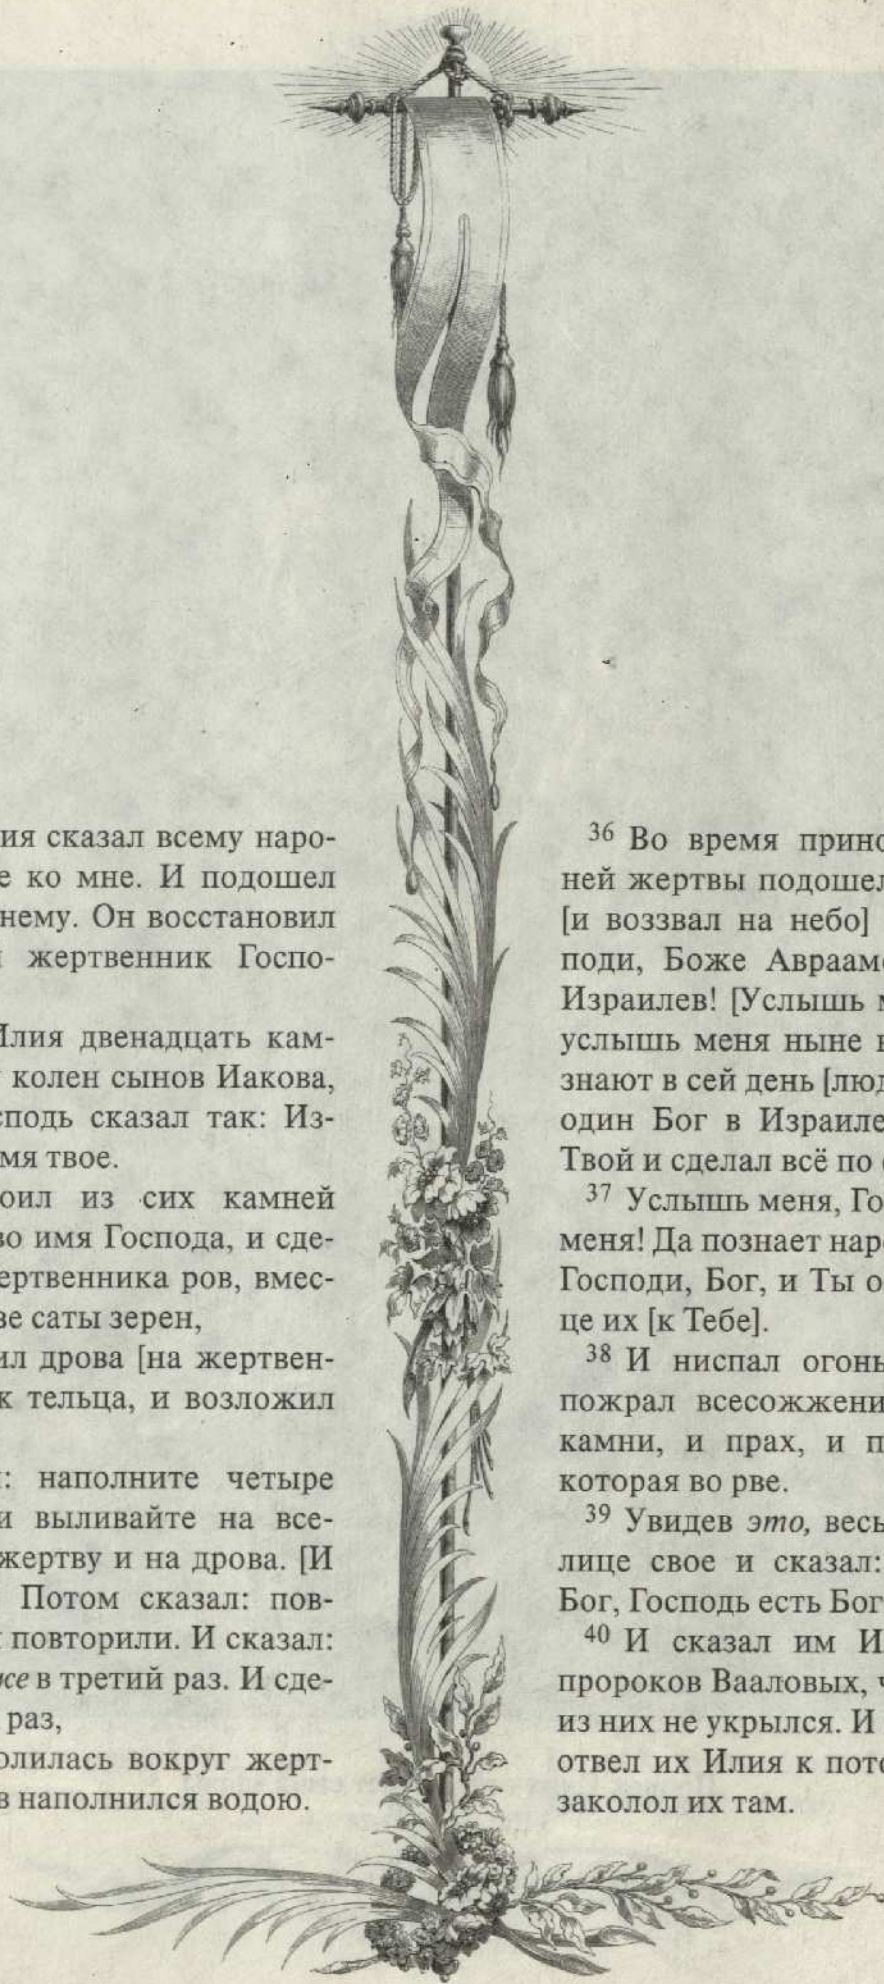 ия сказал всему наро-
е ко мне. И подошел
нему. Он восстановил
жертвенник Госпо-
Илия двенадцать кам-
колен сынов Иакова,
сподь сказал так: Из-
мя твое.
оил из сих камней
во имя Господа, и сде-
ертвенника ров, вмес-
ве саты зерен,
ил дрова [на жертвен-
к тельца, и возложил
: наполните четыре
и выливайте на все-
жертву и на дрова. [И
Потом сказал: пов-
и повторили. И сказал:
же в третий раз. И сде-
раз,
олилась вокруг жерт-
в наполнился водою.
36 Во время прино
ней жертвы подошел
[и воззвал на небо]
поди, Боже Авраамо
Израилев! [Услышь м
услышь меня ныне в
знают в сей день [люд
один Бог в Израиле
Твой и сделал всё по с
37 Услышь меня, Го
меня! Да познает наро
Господи, Бог, и Ты о
це их [к Тебе].
38 И ниспал огонь
пожрал всесожжени
камни, и прах, и п
которая во рве.
39 Увидев это, весь
лице свое и сказал:
Бог, Господь есть Бог
40 И сказал им И
пророков Вааловых, ч
из них не укрылся. И
отвел их Илия к пото
заколол их там.